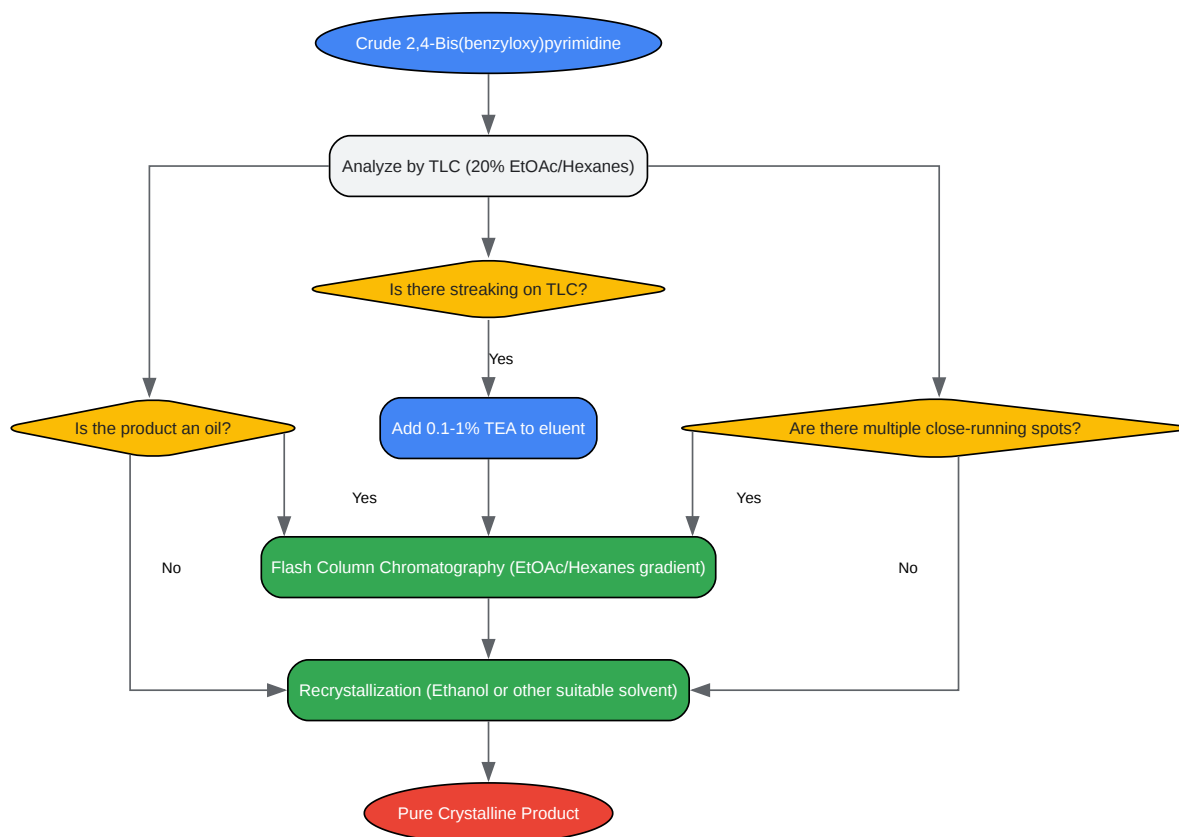 Crude 2,4-Bis(benzyloxy)pyrimidine
Analyze by TLC (20% EtOAc/Hexanes)
Is there streaking on TLC?
Yes
Is the product an oil?
Add 0.1-1% TEA to eluent
Are there multiple close-running spots?
Yes
Yes
Flash Column Chromatography (EtOAc/Hexanes gradient)
No
No
Recrystallization (Ethanol or other suitable solvent)
Pure Crystalline Product